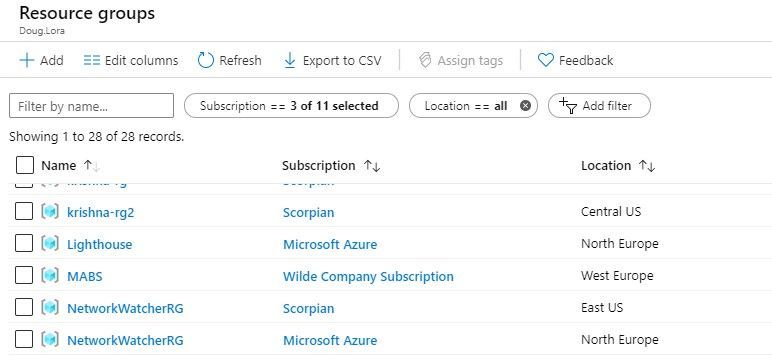 Resource groups
Doug.Lora
Add Edit columns Refresh Export to CSV Assign tags Feedback
Filter by name... Subscription == 3 of 11 selected Location == all Add filter
Showing 1 to 28 of 28 records.
Name Subscription Location
krishna-rg2 Scorpian Central US
Lighthouse Microsoft Azure North Europe
MABS Wilde Company Subscription West Europe
NetworkWatcherRG Scorpian East US
NetworkWatcherRG Microsoft Azure North Europe